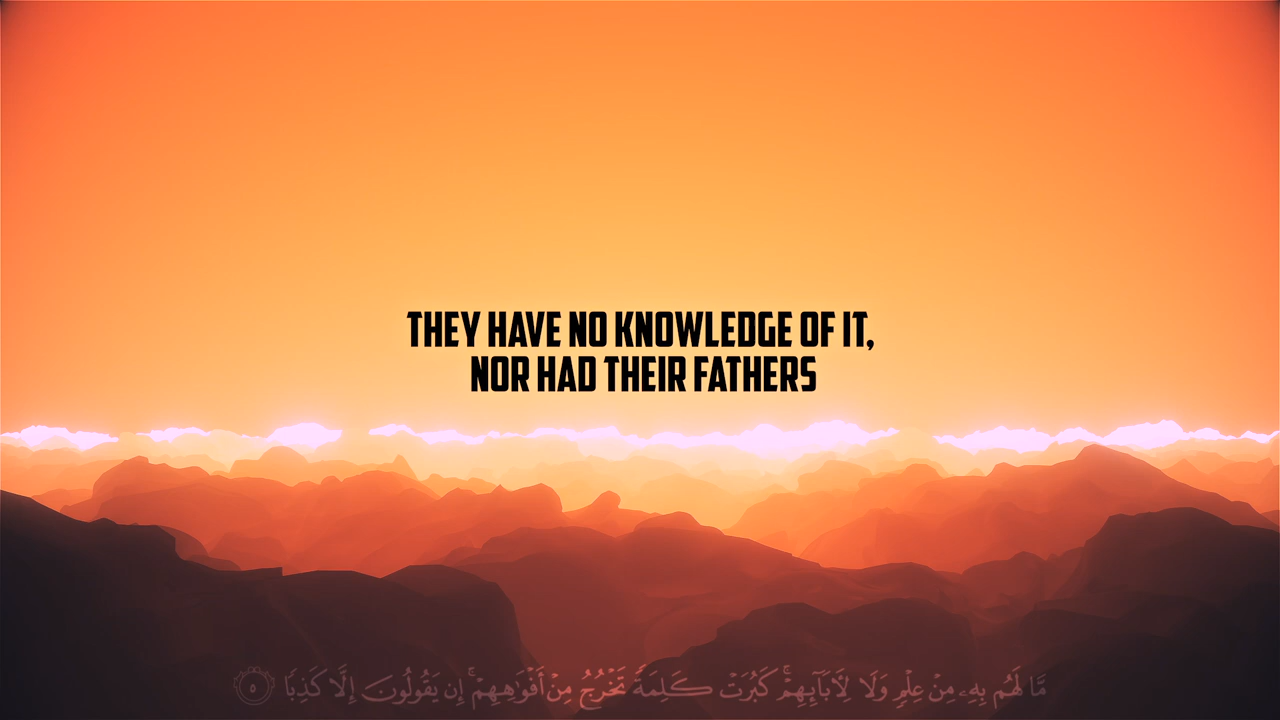 THEY HAVE NO KNOWLEDGE OF IT,
NOR HAD THEIR FATHERS
مَّا لَهُم بِهِۦ مِنْ عِلْمٍ وَلَا لِآبَآئِهِمْ ۚ كَبُرَتْ كَلِمَةً تَخْرُجُ مِنْ أَفْوَٰهِهِمْ ۚ إِن يَقُولُونَ إِلَّا كَذِبًا ٥